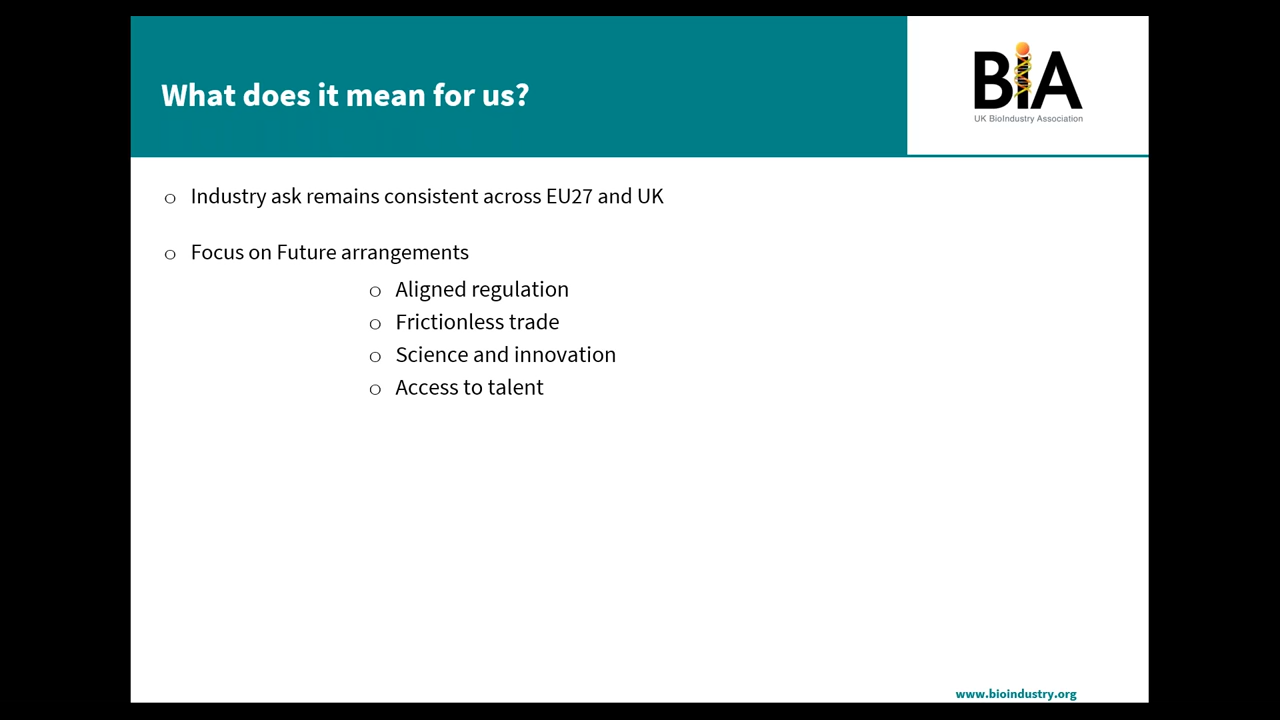 What does it mean for us?
BiA
UK BioIndustry Association
○ Industry ask remains consistent across EU27 and UK
○ Focus on Future arrangements
○ Aligned regulation
○ Frictionless trade
○ Science and innovation
○ Access to talent
www.bioindustry.org